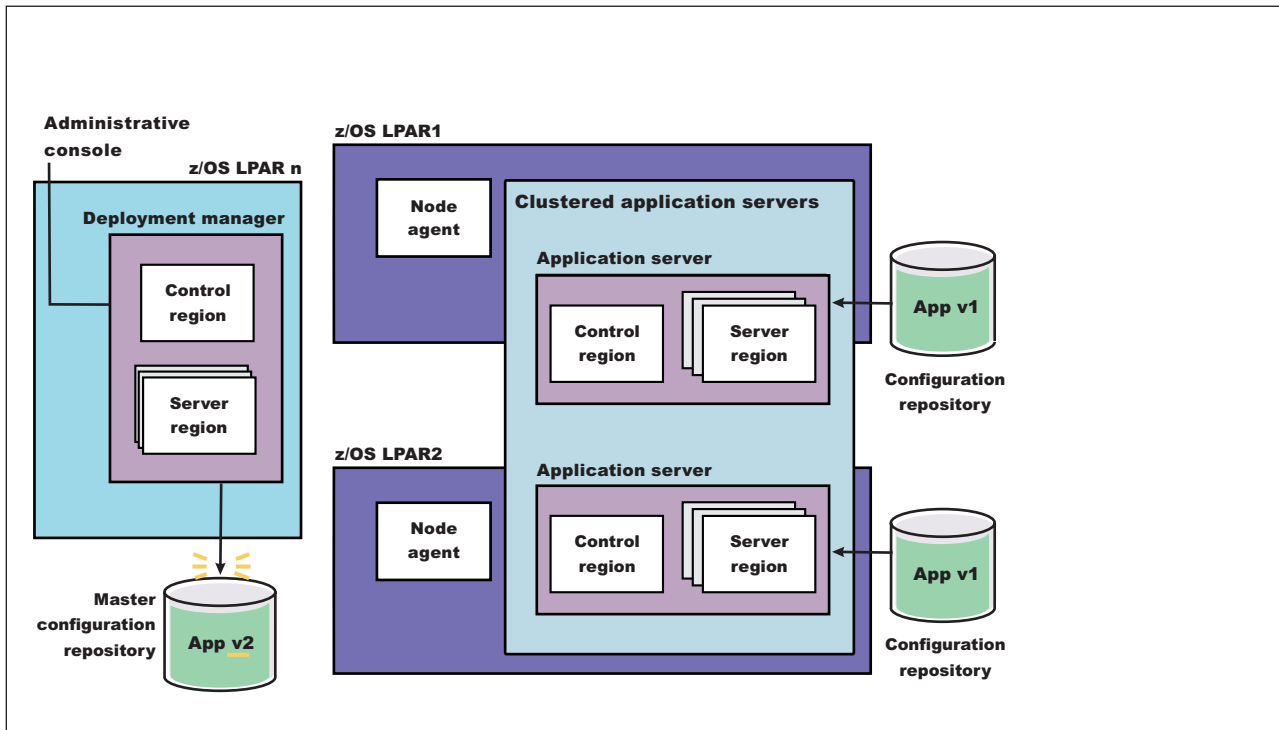 Administrative
console
z/OS LPAR n
Deployment manager
Control
region
Server
region
Master
configuration
repository
App v2
z/OS LPAR1
Node
agent
Clustered application servers
Application server
Control
region
Server
region
App v1
Configuration
repository
z/OS LPAR2
Node
agent
Application server
Control
region
Server
region
App v1
Configuration
repository